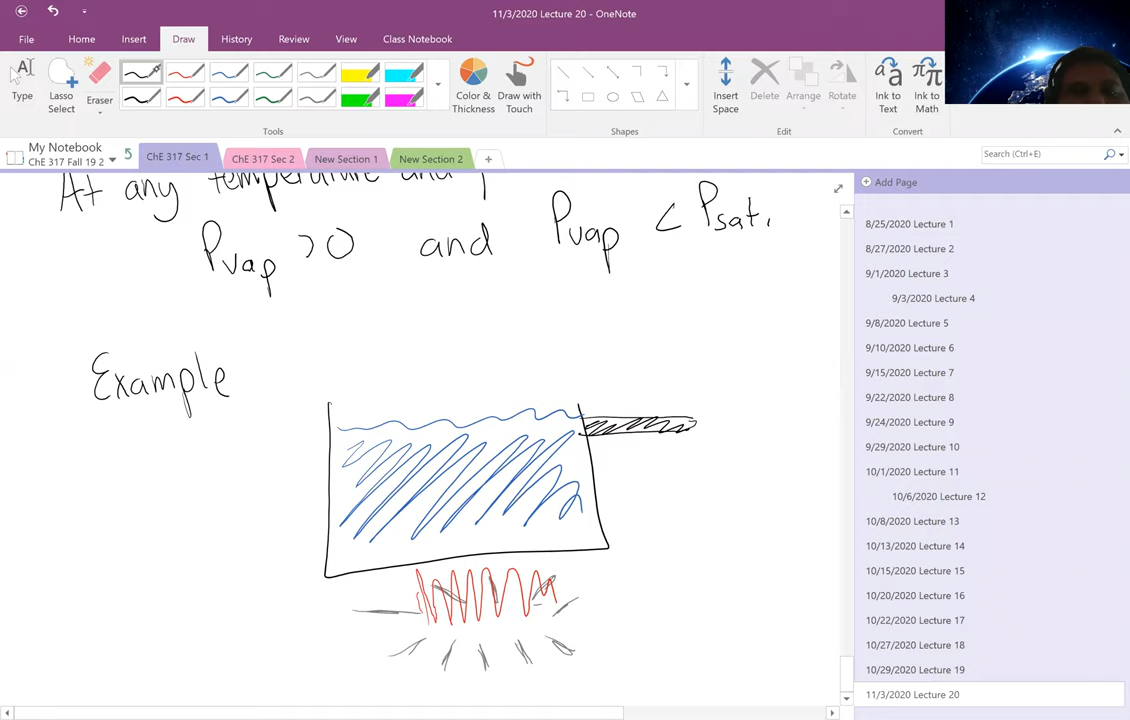 11/3/2020 Lecture 20 - OneNote
File Home Insert Draw History Review View Class Notebook
Type
Lasso Select
Eraser
Color & Thickness
Draw with Touch
Insert Space
Delete
Arrange
Rotate
Ink to Text
Ink to Math
Tools Shapes Edit Convert
My Notebook
ChE 317 Fall 19 2
ChE 317 Sec 1 ChE 317 Sec 2 New Section 1 New Section 2 +
Search (Ctrl+E)
At any temperature and
Pvap >0 and Pvap < Psat.
Example
Add Page
8/25/2020 Lecture 1
8/27/2020 Lecture 2
9/1/2020 Lecture 3
9/3/2020 Lecture 4
9/8/2020 Lecture 5
9/10/2020 Lecture 6
9/15/2020 Lecture 7
9/22/2020 Lecture 8
9/24/2020 Lecture 9
9/29/2020 Lecture 10
10/1/2020 Lecture 11
10/6/2020 Lecture 12
10/8/2020 Lecture 13
10/13/2020 Lecture 14
10/15/2020 Lecture 15
10/20/2020 Lecture 16
10/22/2020 Lecture 17
10/27/2020 Lecture 18
10/29/2020 Lecture 19
11/3/2020 Lecture 20